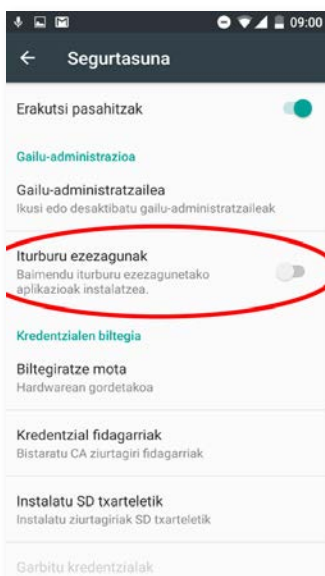 09:00
Segurtasuna
Erakutsi pasahitzak
Gailu-administrazioa
Gailu-administratzailea
Ikusi edo desaktibatu gailu-administratzaileak
Iturburu ezezagunak
Baimendu iturburu ezezagunetako
aplikazioak instalatzea.
Kredentzialen biltegia
Biltegiratze mota
Hardwarean gordetakoa
Kredentzial fidagarriak
Bistaratu CA ziurtagiri fidagarriak
Instalatu SD txarteletik
Instalatu ziurtagiriak SD txarteletik
Garbitu kredentzialak